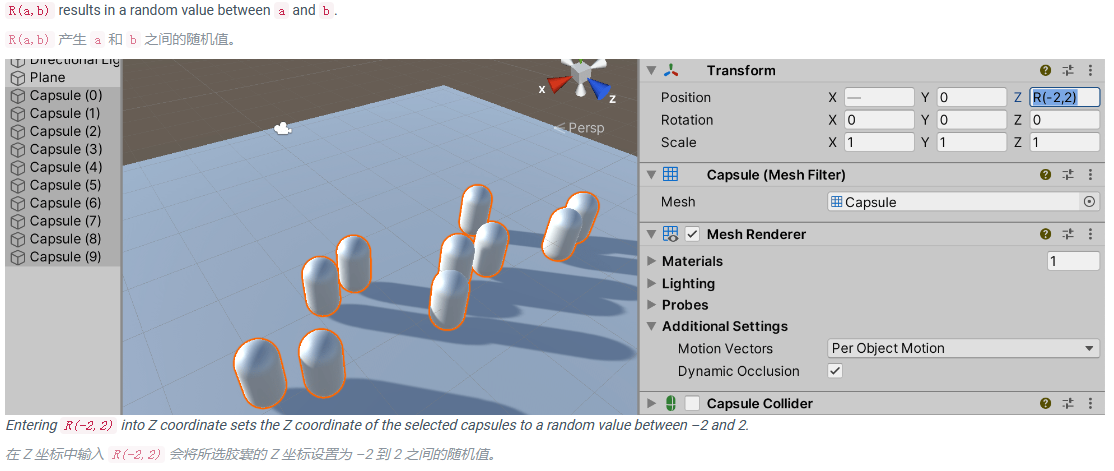 R(a,b) results in a random value between a and b .
R(a,b) 产生 a 和 b 之间的随机值。
Directional Lig
Plane
Capsule (0)
Capsule (1)
Capsule (2)
Capsule (3)
Capsule (4)
Capsule (5)
Capsule (6)
Capsule (7)
Capsule (8)
Capsule (9)
x
z
< Persp
Transform
Position X — Y 0 Z R(-2,2)
Rotation X 0 Y 0 Z 0
Scale X 1 Y 1 Z 1
Capsule (Mesh Filter)
Mesh Capsule
Mesh Renderer
Materials 1
Lighting
Probes
Additional Settings
Motion Vectors Per Object Motion
Dynamic Occlusion
Capsule Collider
Entering R(-2,2) into Z coordinate sets the Z coordinate of the selected capsules to a random value between −2 and 2.
在 Z 坐标中输入 R(-2,2) 会将所选胶囊的 Z 坐标设置为 −2 到 2 之间的随机值。